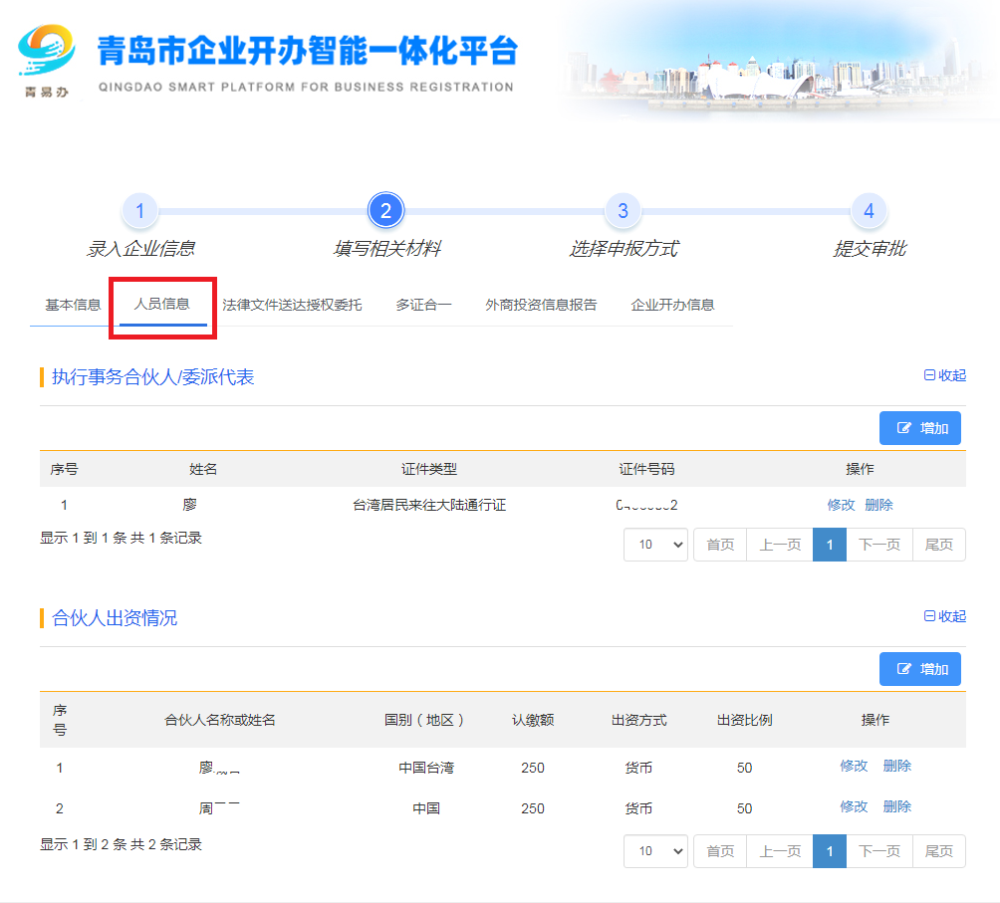 青岛市企业开办智能一体化平台
青易办
QINGDAO SMART PLATFORM FOR BUSINESS REGISTRATION
1 2 3 4
录入企业信息 填写相关材料 选择申报方式 提交审批
基本信息 人员信息 法律文件送达授权委托 多证合一 外商投资信息报告 企业开办信息
执行事务合伙人/委派代表 收起
增加
序号 姓名 证件类型 证件号码 操作
1 廖 台湾居民来往大陆通行证 修改 删除
显示 1 到 1 条 共 1 条记录
10 首页 上一页 1 下一页 尾页
合伙人出资情况 收起
增加
序号 合伙人名称或姓名 国别（地区） 认缴额 出资方式 出资比例 操作
1 廖 中国台湾 250 货币 50 修改 删除
2 周 中国 250 货币 50 修改 删除
显示 1 到 2 条 共 2 条记录
10 首页 上一页 1 下一页 尾页